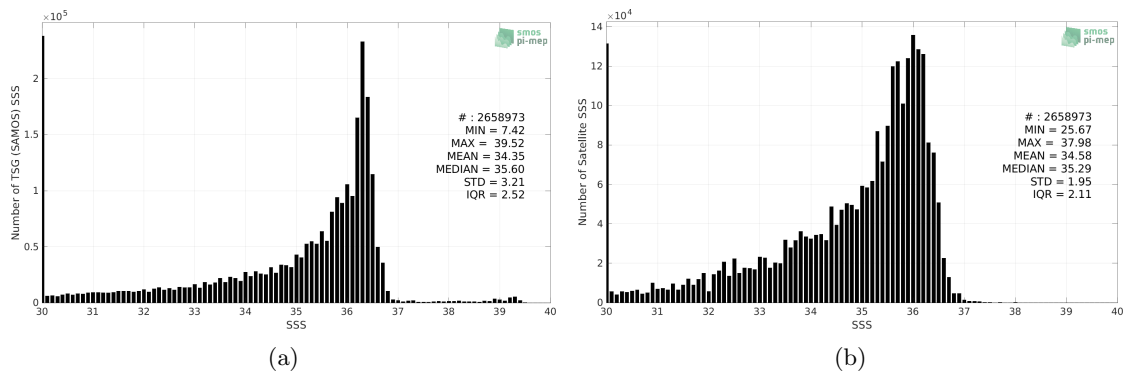 ×10⁵
smos
pi-mep
2
1.5
1
0.5
0
Number of TSG (SAMOS) SSS
# : 2658973
MIN = 7.42
MAX = 39.52
MEAN = 34.35
MEDIAN = 35.60
STD = 3.21
IQR = 2.52
30 31 32 33 34 35 36 37 38 39 40
SSS
(a)
×10⁴
smos
pi-mep
14
12
10
8
6
4
2
0
Number of Satellite SSS
# : 2658973
MIN = 25.67
MAX = 37.98
MEAN = 34.58
MEDIAN = 35.29
STD = 1.95
IQR = 2.11
30 31 32 33 34 35 36 37 38 39 40
SSS
(b)